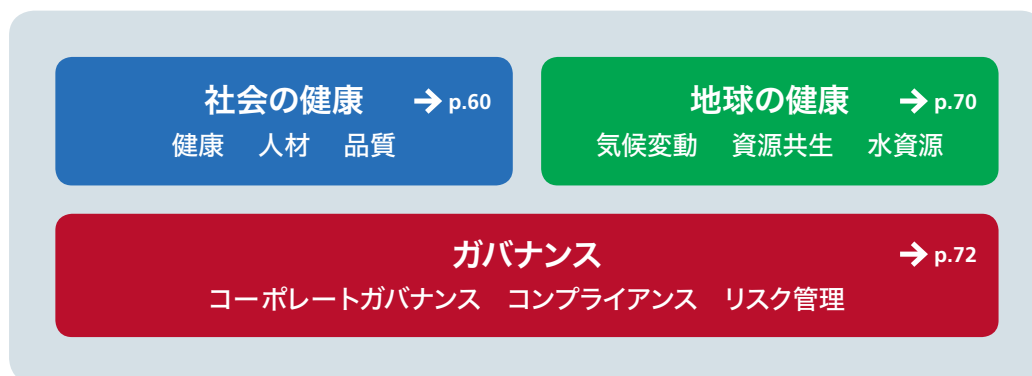 社会の健康 → p.60
健康 人材 品質
地球の健康 → p.70
気候変動 資源共生 水資源
ガバナンス → p.72
コーポレートガバナンス コンプライアンス リスク管理